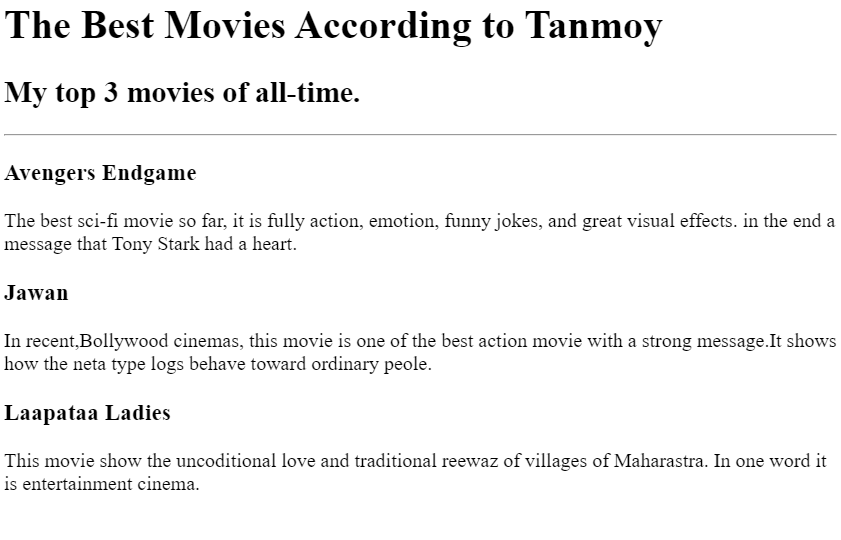 The Best Movies According to Tanmoy
My top 3 movies of all-time.
Avengers Endgame
The best sci-fi movie so far, it is fully action, emotion, funny jokes, and great visual effects. in the end a
message that Tony Stark had a heart.
Jawan
In recent,Bollywood cinemas, this movie is one of the best action movie with a strong message.It shows
how the neta type logs behave toward ordinary peole.
Laapataa Ladies
This movie show the uncoditional love and traditional reewaz of villages of Maharastra. In one word it
is entertainment cinema.